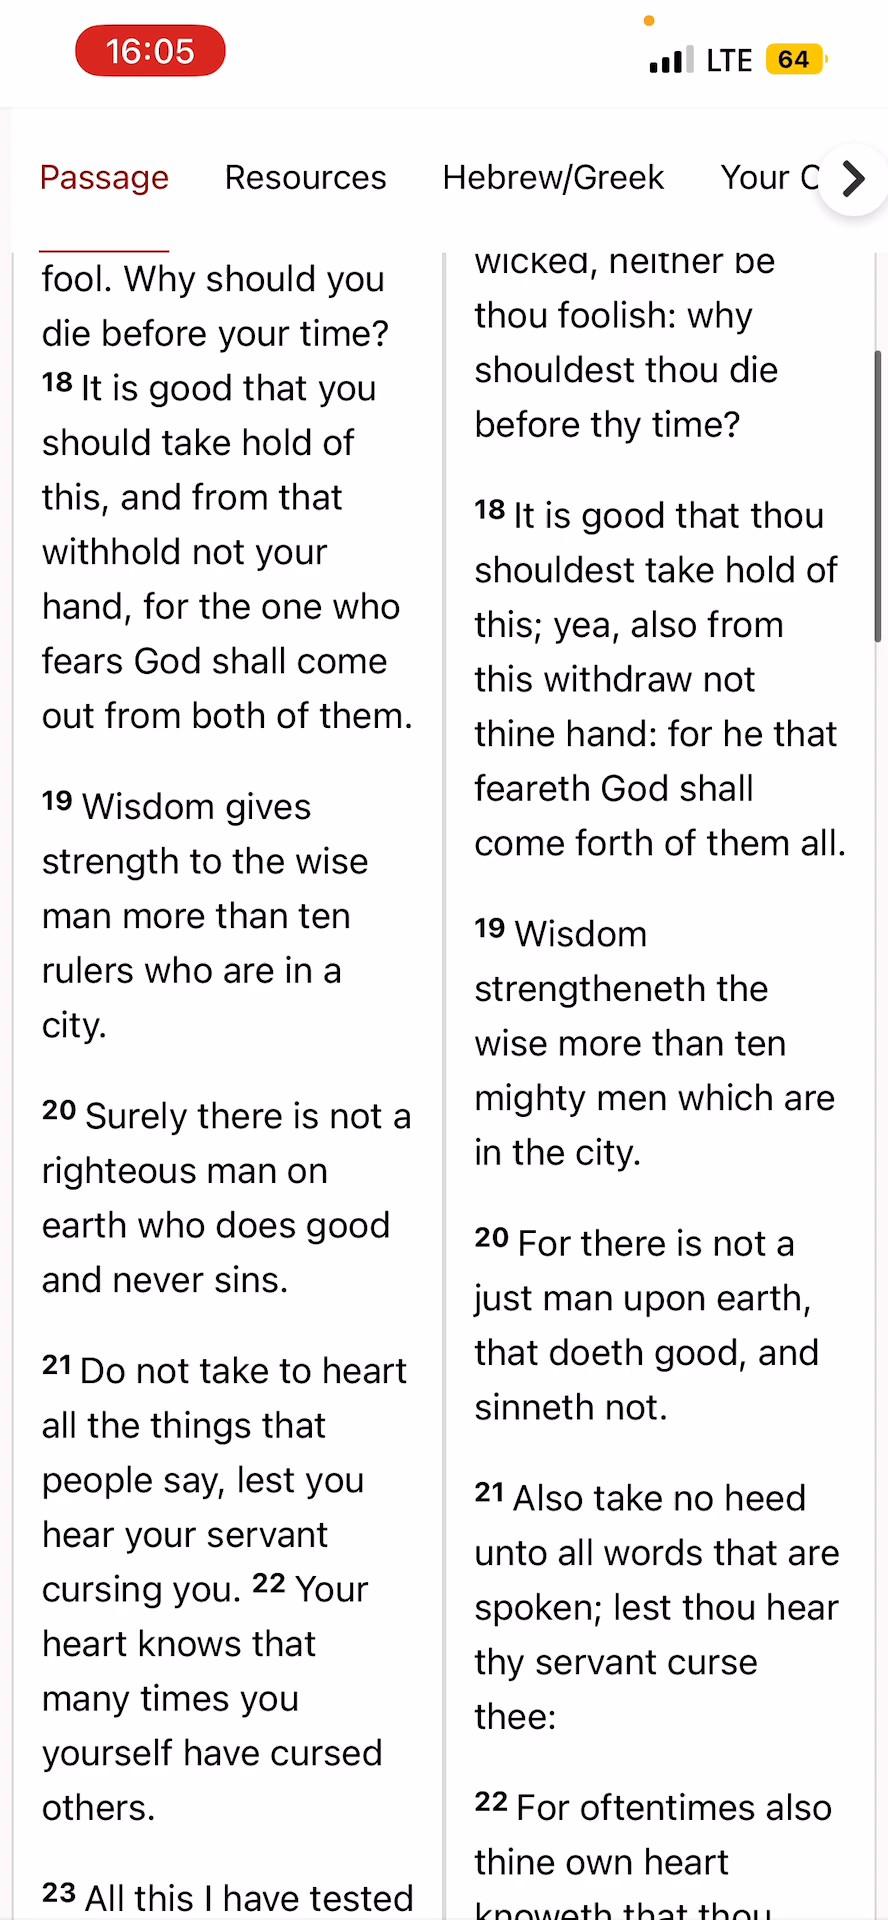 16:05
LTE 64
Passage Resources Hebrew/Greek Your C
fool. Why should you
die before your time?
18 It is good that you
should take hold of
this, and from that
withhold not your
hand, for the one who
fears God shall come
out from both of them.
19 Wisdom gives
strength to the wise
man more than ten
rulers who are in a
city.
20 Surely there is not a
righteous man on
earth who does good
and never sins.
21 Do not take to heart
all the things that
people say, lest you
hear your servant
cursing you. 22 Your
heart knows that
many times you
yourself have cursed
others.
23 All this I have tested
wicked, neither be
thou foolish: why
shouldest thou die
before thy time?
18 It is good that thou
shouldest take hold of
this; yea, also from
this withdraw not
thine hand: for he that
feareth God shall
come forth of them all.
19 Wisdom
strengtheneth the
wise more than ten
mighty men which are
in the city.
20 For there is not a
just man upon earth,
that doeth good, and
sinneth not.
21 Also take no heed
unto all words that are
spoken; lest thou hear
thy servant curse
thee:
22 For oftentimes also
thine own heart
knoweth that thou